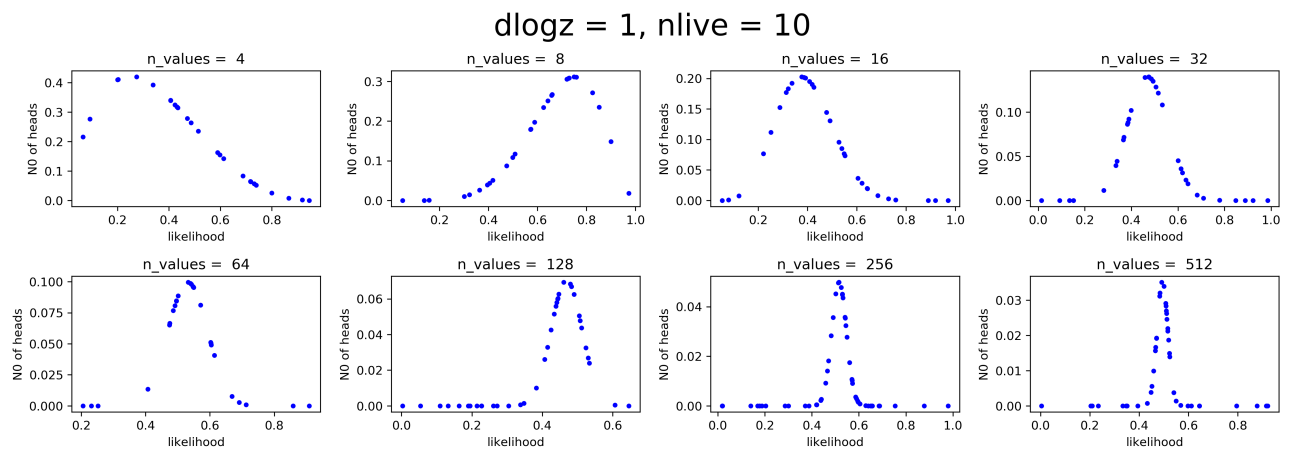 dlogz = 1, nlive = 10
n_values =  4
n_values =  8
n_values =  16
n_values =  32
N0 of heads
0.4
0.3
0.2
0.1
0.0
0.2 0.4 0.6 0.8
likelihood
N0 of heads
0.3
0.2
0.1
0.0
0.0 0.2 0.4 0.6 0.8 1.0
likelihood
N0 of heads
0.20
0.15
0.10
0.05
0.00
0.0 0.2 0.4 0.6 0.8 1.0
likelihood
N0 of heads
0.10
0.05
0.00
0.0 0.2 0.4 0.6 0.8 1.0
likelihood
n_values =  64
n_values =  128
n_values =  256
n_values =  512
N0 of heads
0.100
0.075
0.050
0.025
0.000
0.2 0.4 0.6 0.8
likelihood
N0 of heads
0.06
0.04
0.02
0.00
0.0 0.2 0.4 0.6
likelihood
N0 of heads
0.04
0.02
0.00
0.0 0.2 0.4 0.6 0.8 1.0
likelihood
N0 of heads
0.03
0.02
0.01
0.00
0.0 0.2 0.4 0.6 0.8
likelihood